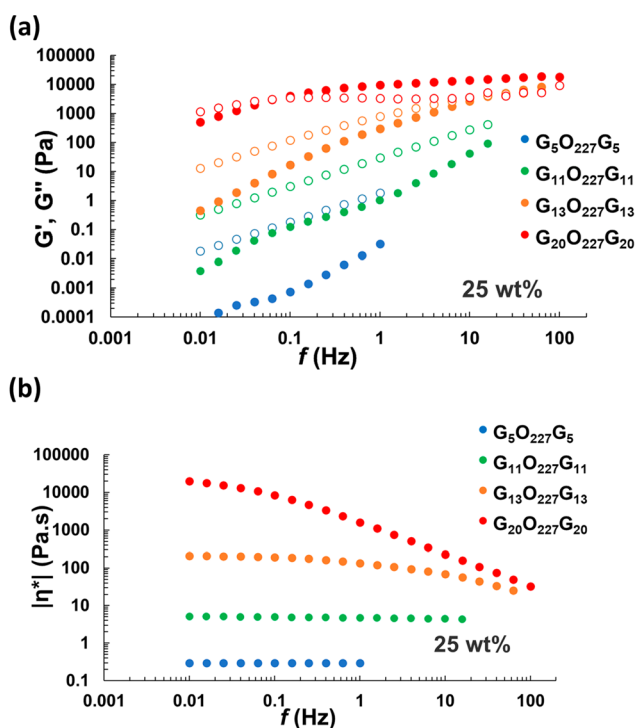 (a)
G', G'' (Pa)
100000
10000
1000
100
10
1
0.1
0.01
0.001
0.0001
0.001 0.01 0.1 1 10 100
f (Hz)
G₅O₂₂₇G₅
G₁₁O₂₂₇G₁₁
G₁₃O₂₂₇G₁₃
G₂₀O₂₂₇G₂₀
25 wt%
(b)
|η*| (Pa.s)
100000
10000
1000
100
10
1
0.1
0.001 0.01 0.1 1 10 100
f (Hz)
G₅O₂₂₇G₅
G₁₁O₂₂₇G₁₁
G₁₃O₂₂₇G₁₃
G₂₀O₂₂₇G₂₀
25 wt%